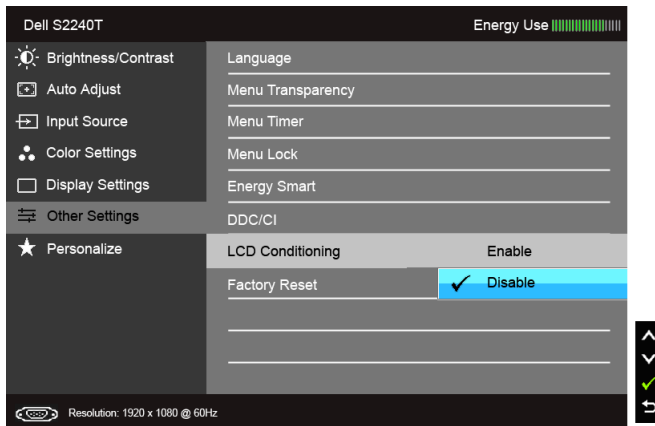 Dell S2240T Energy Use
Brightness/Contrast Language
Auto Adjust Menu Transparency
Input Source Menu Timer
Color Settings Menu Lock
Display Settings Energy Smart
Other Settings DDC/CI
Personalize LCD Conditioning Enable
Factory Reset Disable
Resolution: 1920 x 1080 @ 60Hz